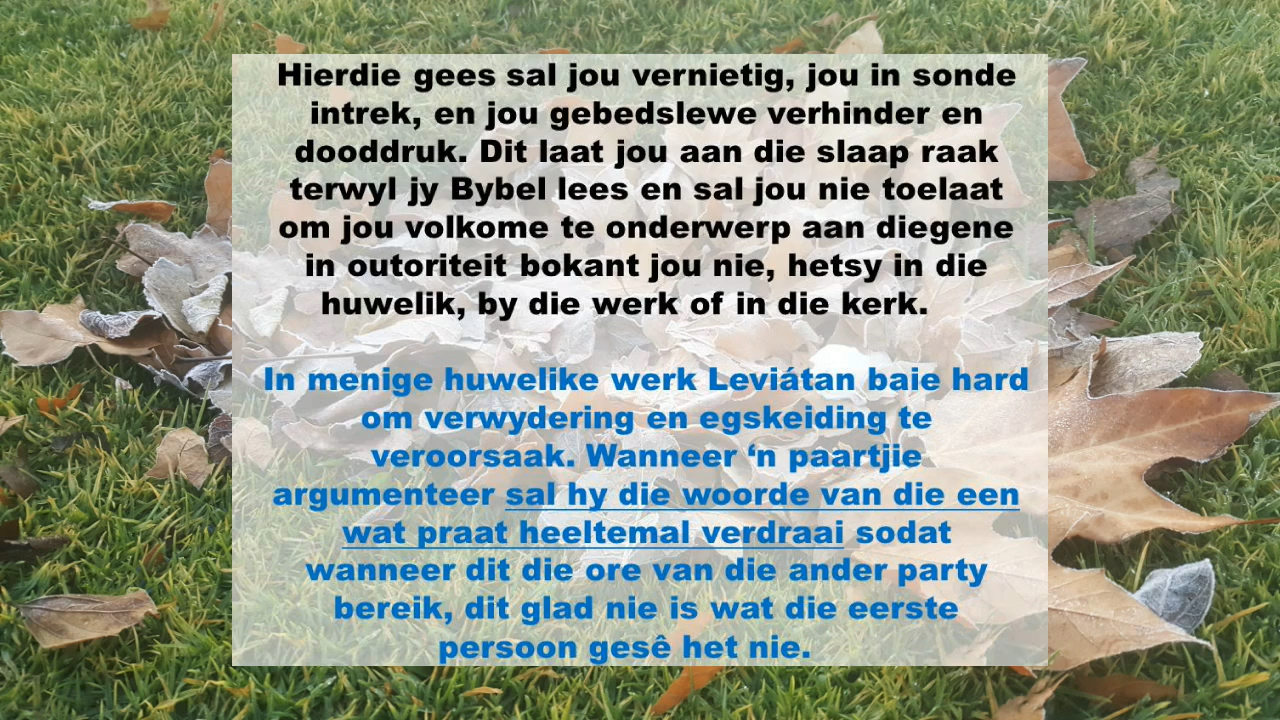 Hierdie gees sal jou vernietig, jou in sonde
intrek, en jou gebedslewe verhinder en
dooddruk. Dit laat jou aan die slaap raak
terwyl jy Bybel lees en sal jou nie toelaat
om jou volkome te onderwerp aan diegene
in outoriteit bokant jou nie, hetsy in die
huwelik, by die werk of in die kerk.
In menige huwelike werk Leviátan baie hard
om verwydering en egskeiding te
veroorsaak. Wanneer ‘n paartjie
argumenteer sal hy die woorde van die een
wat praat heeltemal verdraai sodat
wanneer dit die ore van die ander party
bereik, dit glad nie is wat die eerste
persoon gesê het nie.